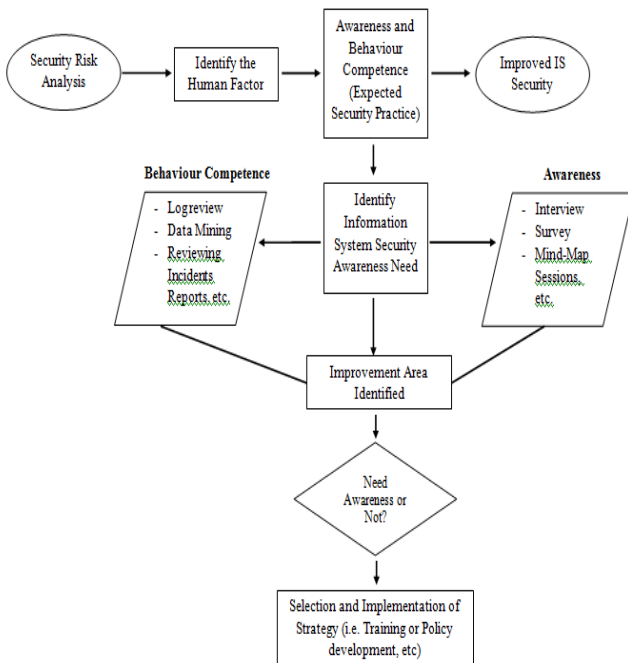 Security Risk
Analysis
Identify the
Human Factor
Awareness and
Behaviour
Competence
(Expected
Security Practice)
Improved IS
Security
Behaviour Competence
- Logreview
- Data Mining
- Reviewing
Incidents
Reports, etc.
Identify
Information
System Security
Awareness Need
Awareness
- Interview
- Survey
- Mind-Map
Sessions,
etc.
Improvement Area
Identified
Need
Awareness or
Not?
Selection and Implementation of
Strategy (i.e. Training or Policy
development, etc)